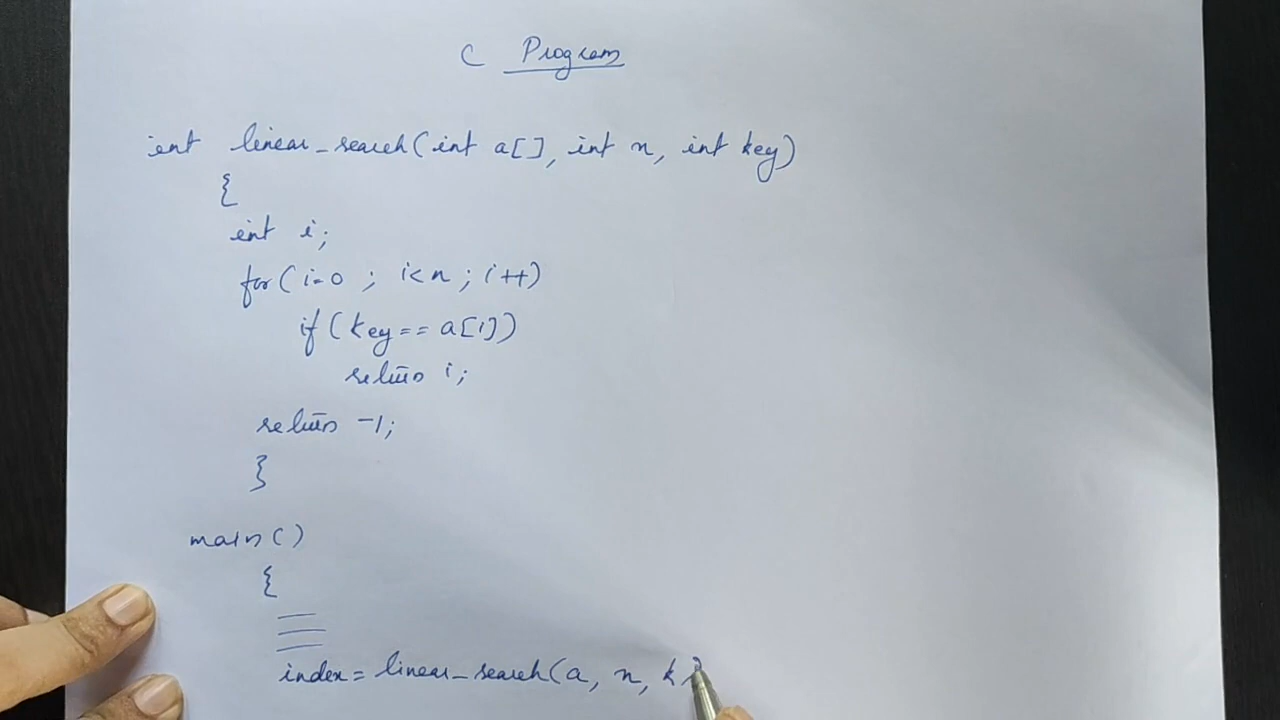 C Program
int linear_search(int a[], int n, int key)
{
int i;
for(i=0 ; i<n ; i++)
if(key==a[i])
return i;
return -1;
}
main()
{
index=linear_search(a, n, k)